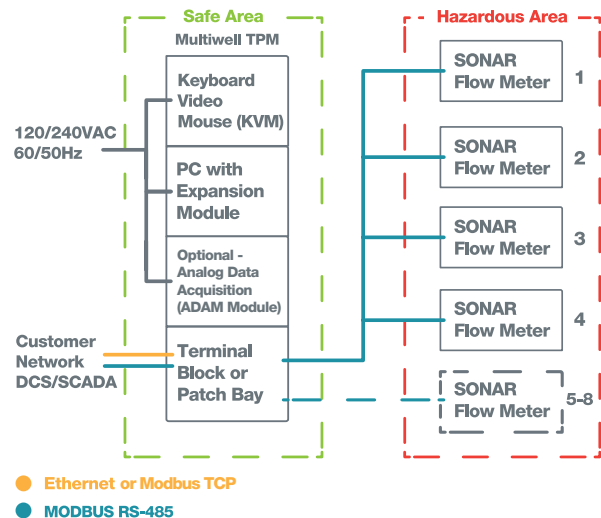 Safe Area
Hazardous Area
Multiwell TPM
Keyboard
Video
Mouse (KVM)
120/240VAC
60/50Hz
PC with
Expansion
Module
Optional -
Analog Data
Acquisition
(ADAM Module)
Customer
Network
DCS/SCADA
Terminal
Block or
Patch Bay
SONAR
Flow Meter
1
SONAR
Flow Meter
2
SONAR
Flow Meter
3
SONAR
Flow Meter
4
SONAR
Flow Meter
5-8
Ethernet or Modbus TCP
MODBUS RS-485